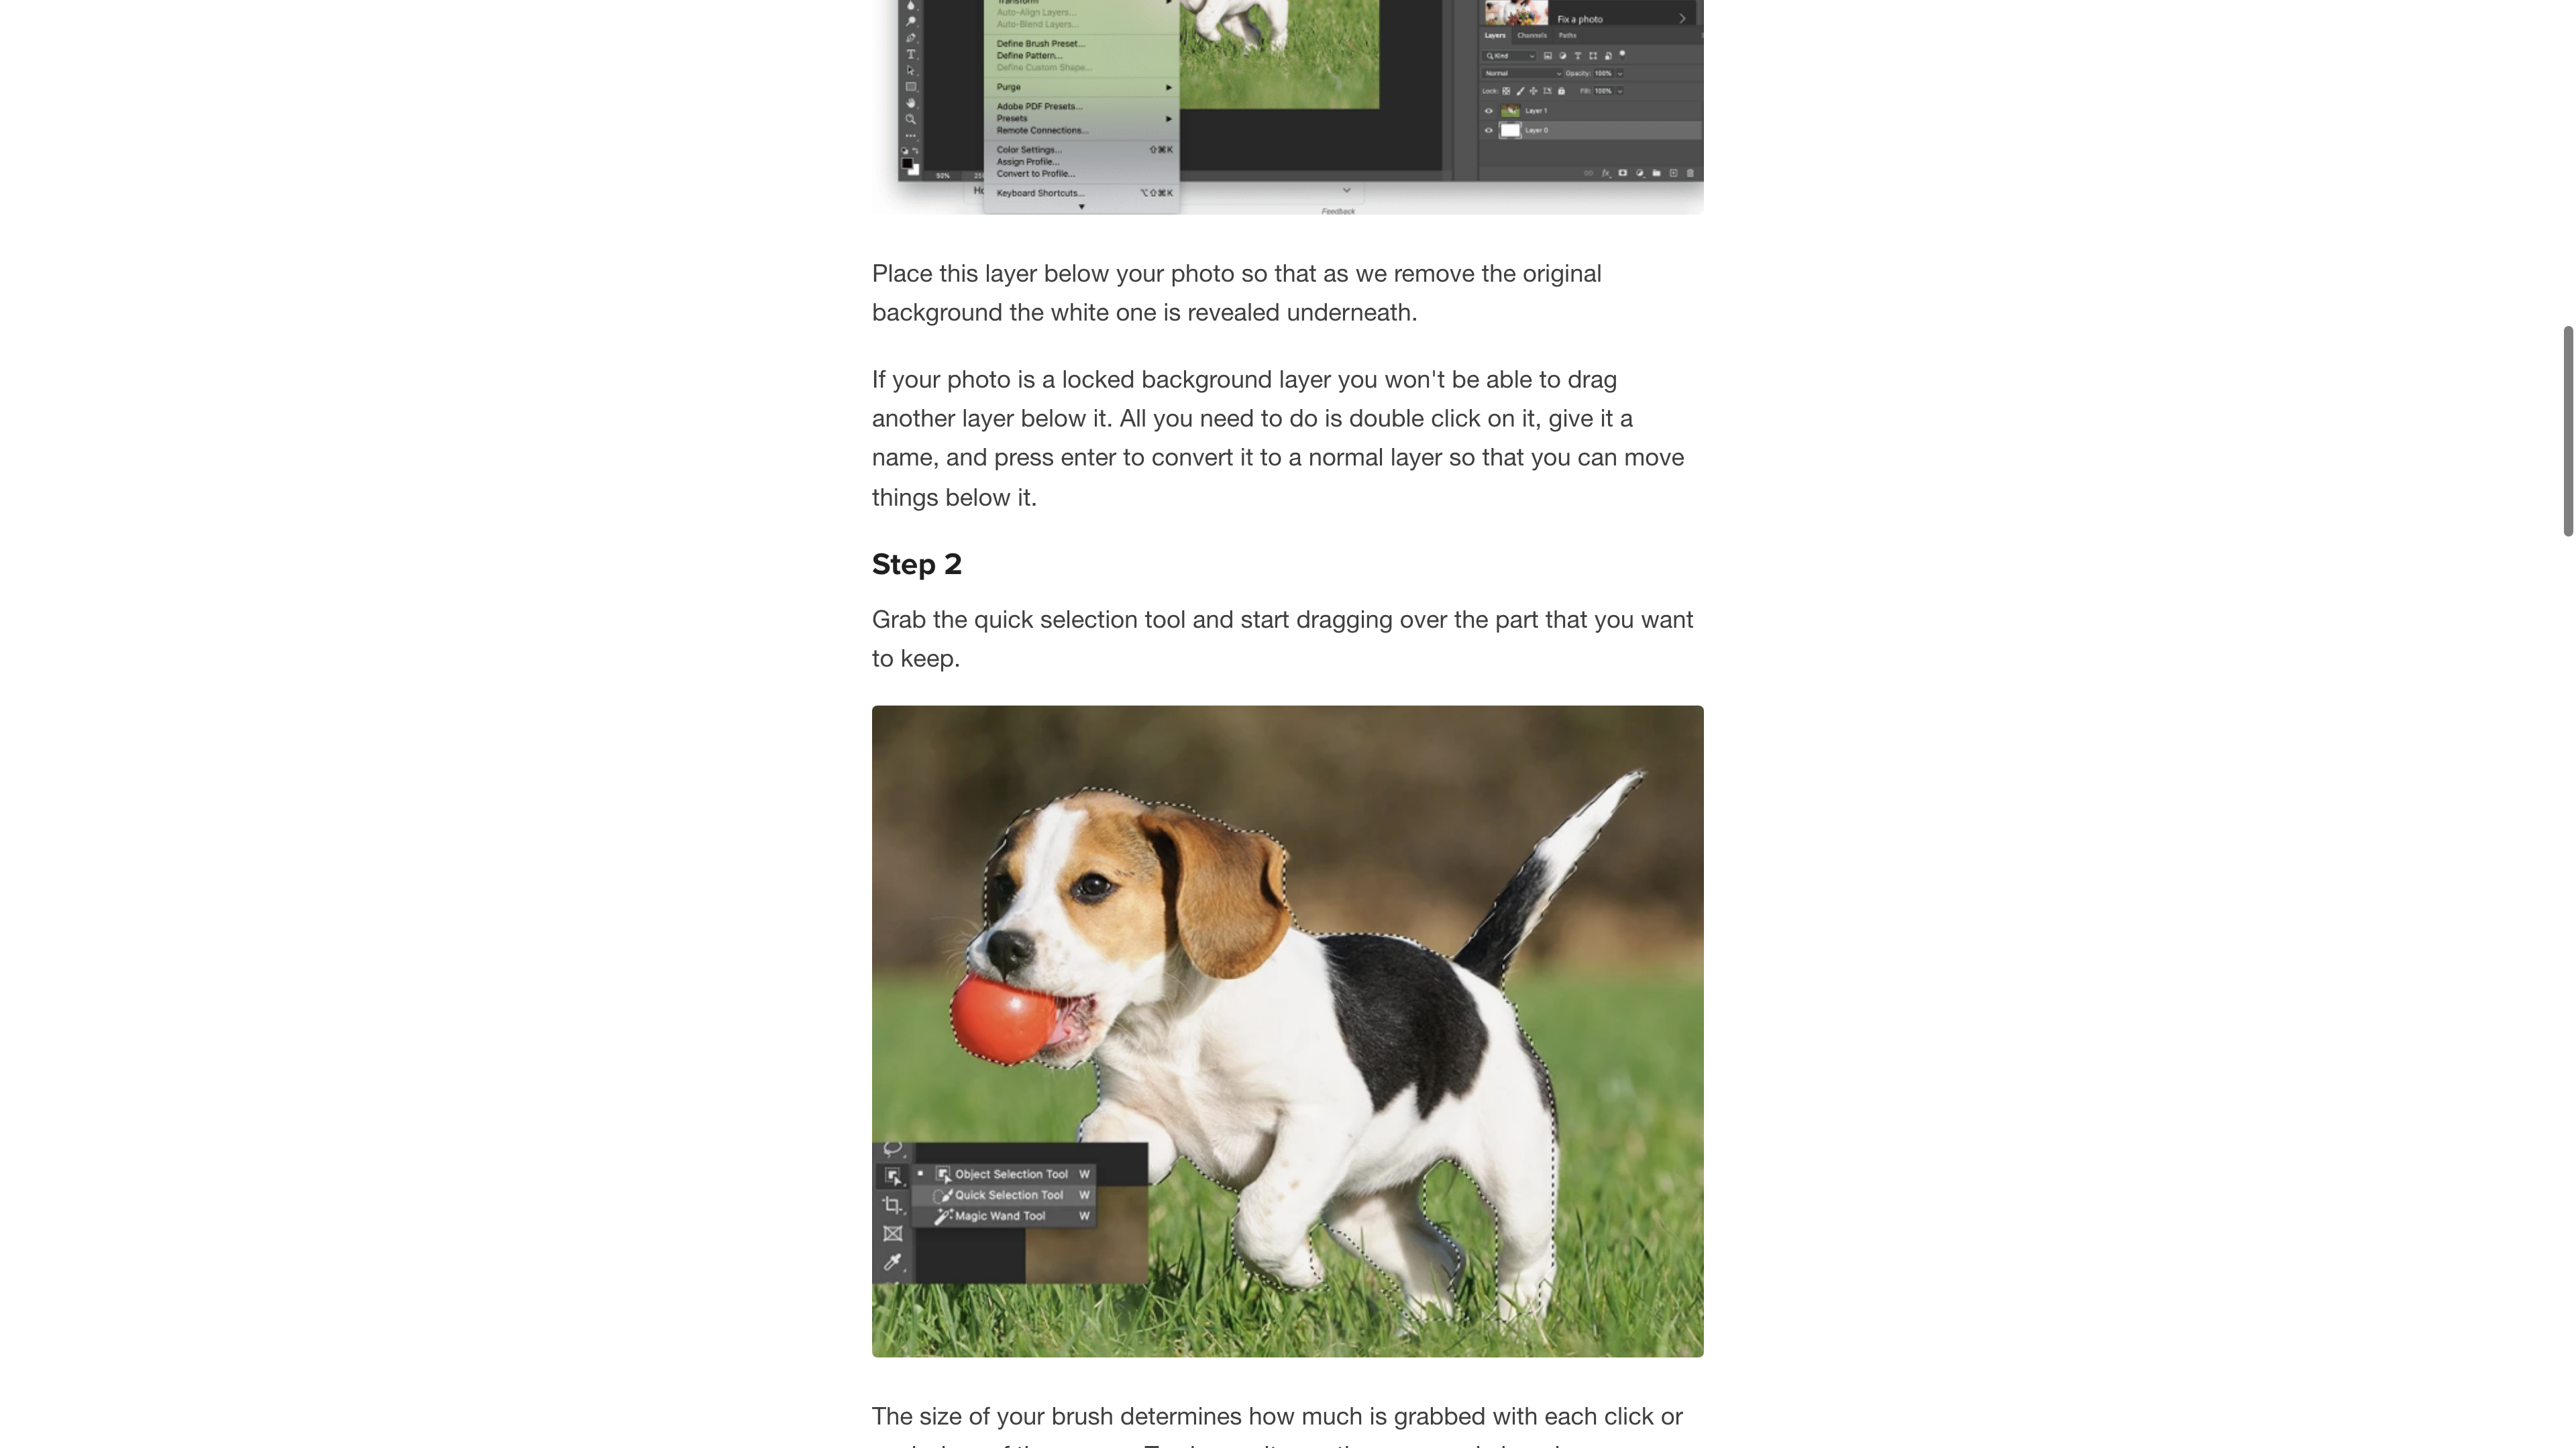 Transform
Auto-Align Layers...
Auto-Blend Layers...
Define Brush Preset...
Define Pattern...
Define Custom Shape...
Purge
Adobe PDF Presets...
Presets
Remote Connections...
Color Settings... ⇧⌘K
Assign Profile...
Convert to Profile...
Keyboard Shortcuts... ⌥⇧⌘K
50%
Feedback
Fix a photo
Layers Channels Paths
Kind
Normal Opacity: 100%
Lock: Fill: 100%
Layer 1
Layer 0
Place this layer below your photo so that as we remove the original
background the white one is revealed underneath.
If your photo is a locked background layer you won't be able to drag
another layer below it. All you need to do is double click on it, give it a
name, and press enter to convert it to a normal layer so that you can move
things below it.
Step 2
Grab the quick selection tool and start dragging over the part that you want
to keep.
Object Selection Tool W
Quick Selection Tool W
Magic Wand Tool W
The size of your brush determines how much is grabbed with each click or